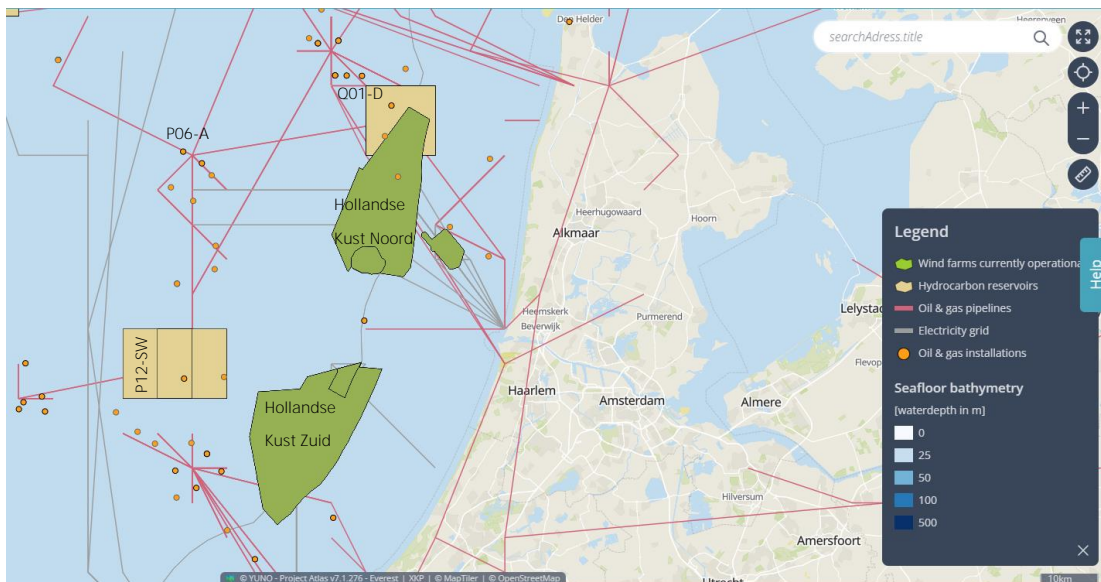 Den Helder
Heerenveen
searchAdress.title
Q01-D
P06-A
Hollandse
Kust Noord
Heerhugowaard
Hoorn
Alkmaar
Legend
Wind farms currently operationa
Help
Hydrocarbon reservoirs
Oil & gas pipelines
Electricity grid
Oil & gas installations
Heemskerk
Beverwijk
Purmerend
Lelystad
P12-SW
Flevop
Haarlem
Amsterdam
Almere
Seafloor bathymetry
[waterdepth in m]
0
25
50
100
500
Hollandse
Kust Zuid
Hilversum
Amersfoort
Utrecht
© YUNO - Project Atlas v7.1.276 - Everest | XKP | © MapTiler | © OpenStreetMap
10km